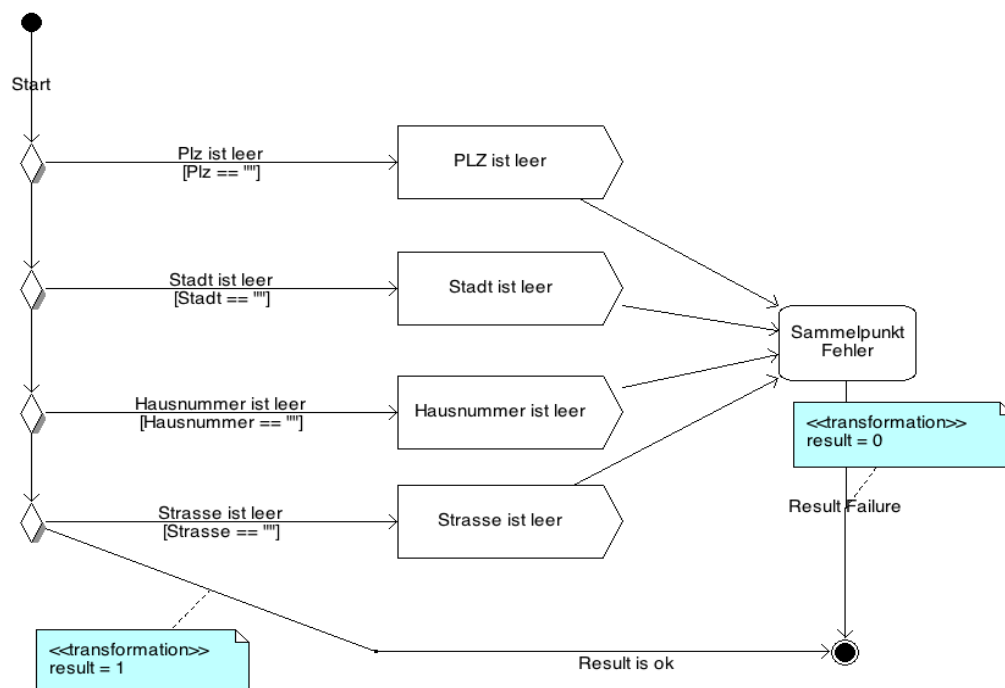 Start
Plz ist leer
[Plz == ""]
PLZ ist leer
Stadt ist leer
[Stadt == ""]
Stadt ist leer
Sammelpunkt
Fehler
Hausnummer ist leer
[Hausnummer == ""]
Hausnummer ist leer
<<transformation>>
result = 0
Strasse ist leer
[Strasse == ""]
Strasse ist leer
Result Failure
<<transformation>>
result = 1
Result is ok